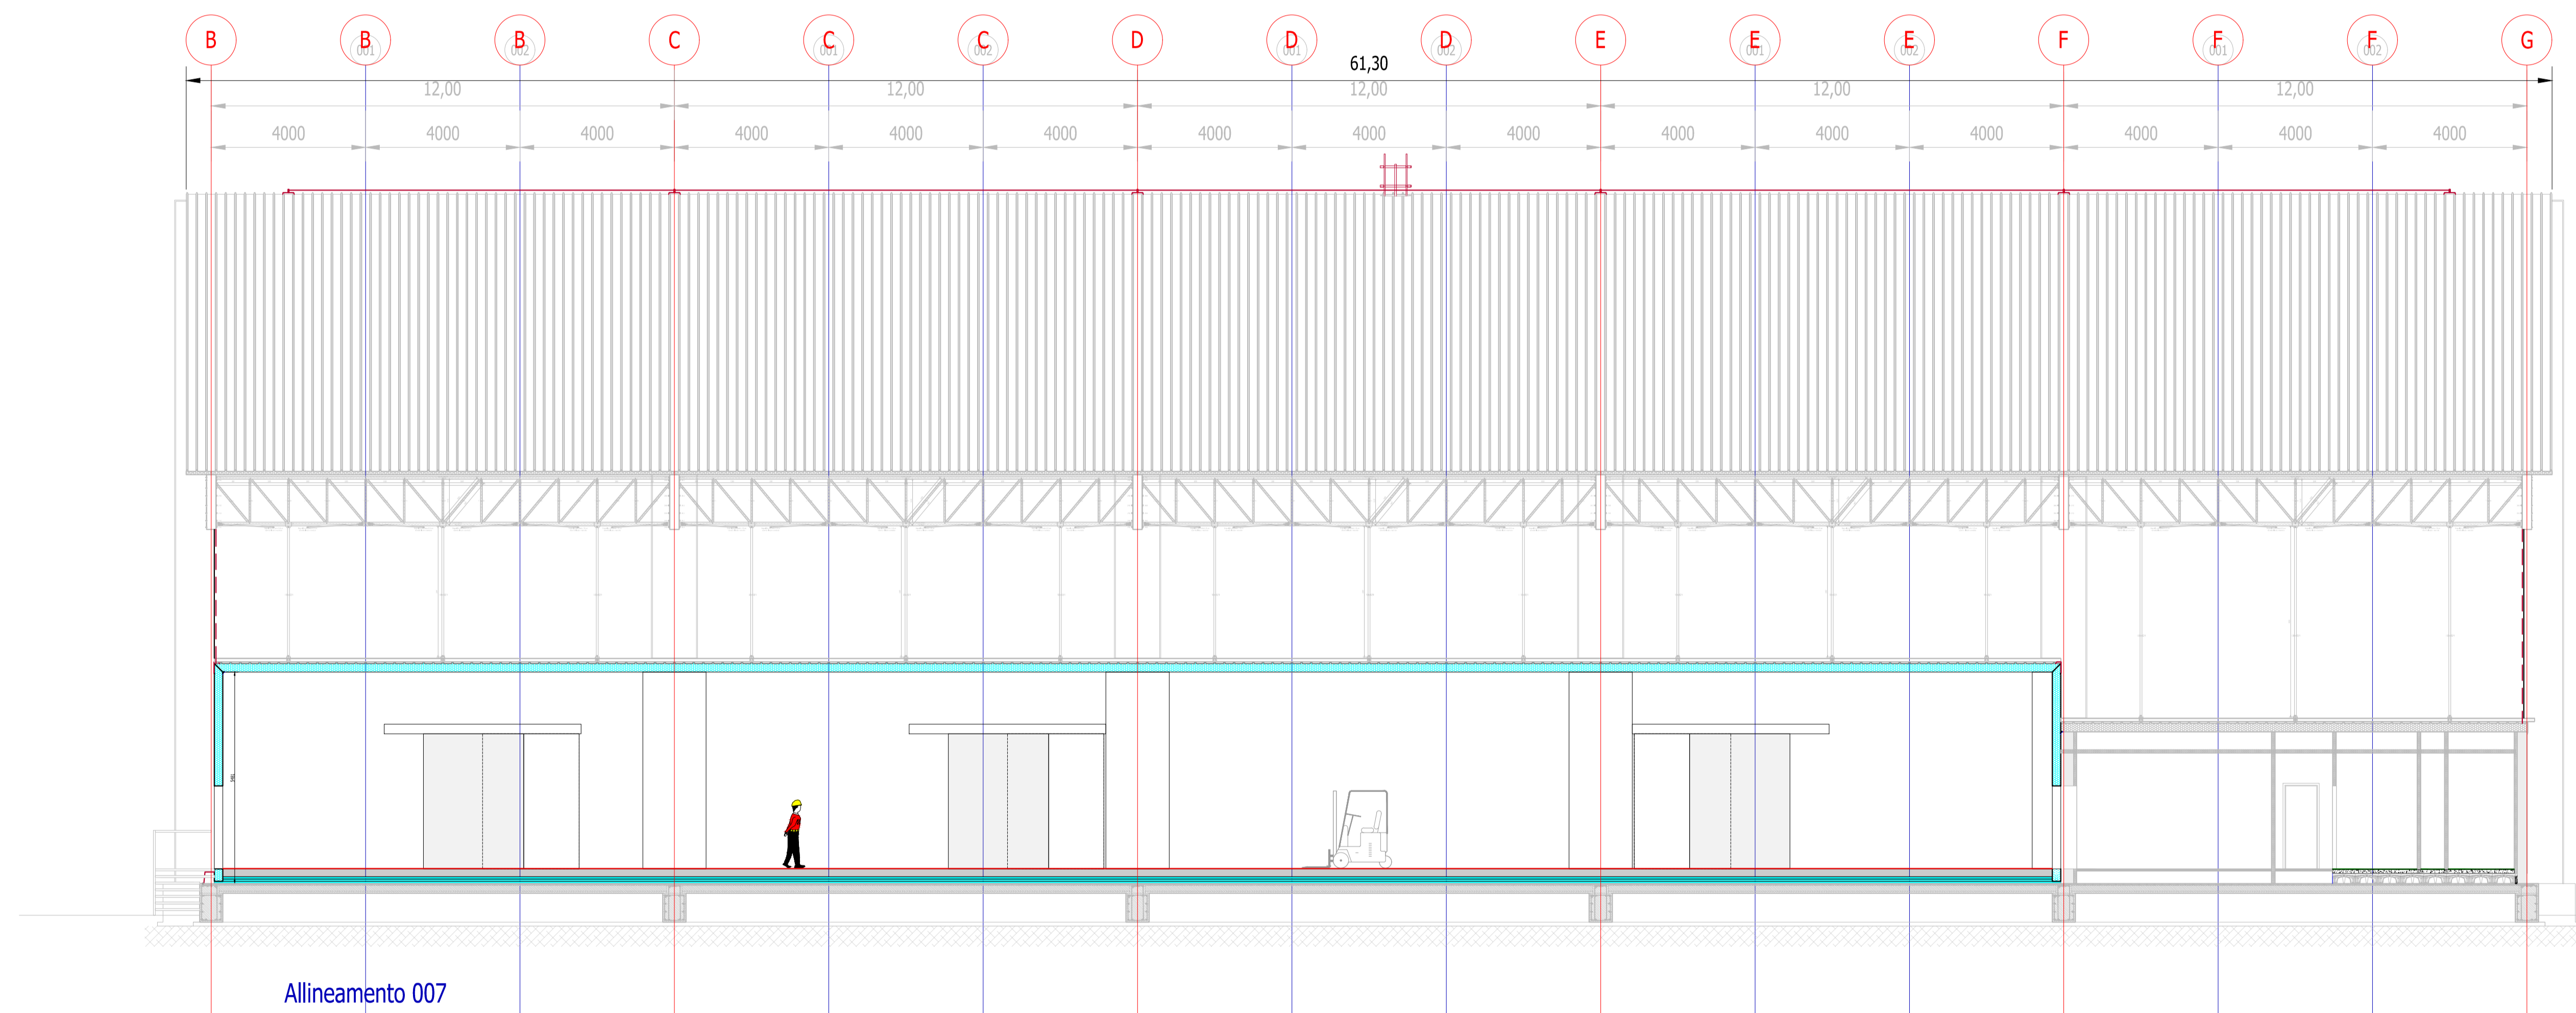 B B B C C C D D D E E E F F F G
001 002 001 002 001 002 001 002 001 002
61,30
12,00 12,00 12,00 12,00 12,00
4000 4000 4000 4000 4000 4000 4000 4000 4000 4000 4000 4000 4000 4000 4000
Allineamento 007